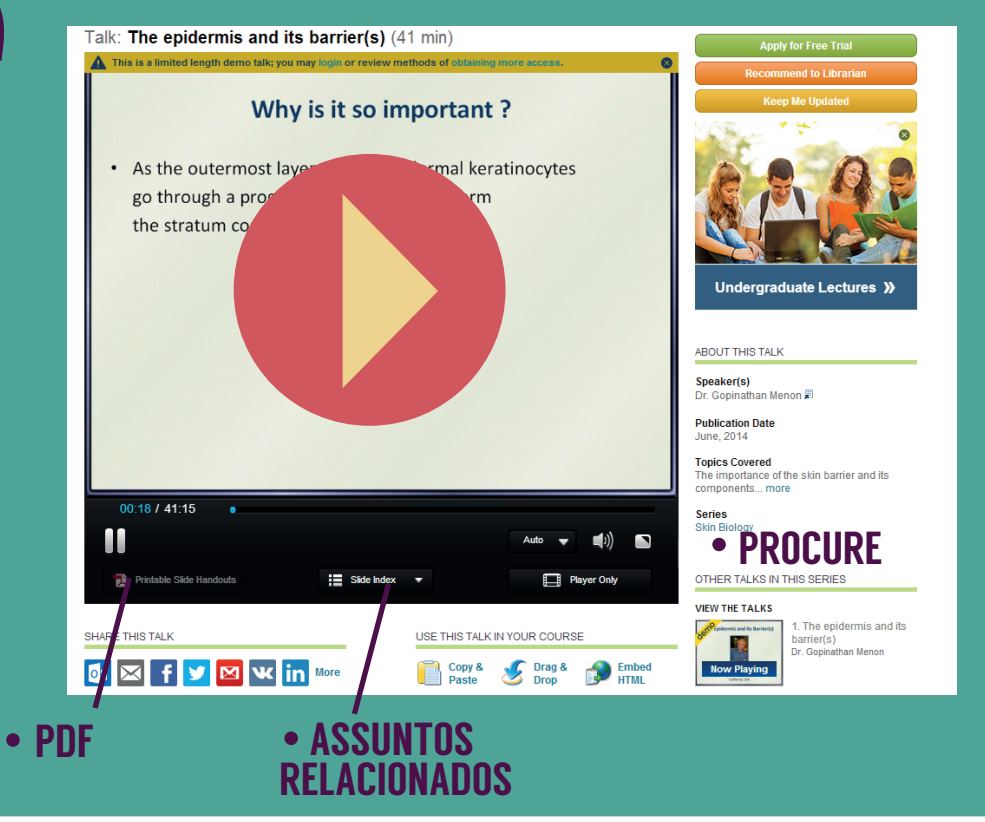 Talk: The epidermis and its barrier(s) (41 min)
This is a limited length demo talk; you may login or review methods of obtaining more access.
Why is it so important ?
• As the outermost
mal keratinocytes
go through a
rm
the stratum
00:18 / 41:15
Auto
Printable Slide Handouts
Slide Index
Player Only
SHARE THIS TALK
More
USE THIS TALK IN YOUR COURSE
Copy &
Paste
Drag &
Drop
Embed
HTML
• PDF
• ASSUNTOS
RELACIONADOS
Apply for Free Trial
Recommend to Librarian
Keep Me Updated
Undergraduate Lectures »
ABOUT THIS TALK
Speaker(s)
Dr. Gopinathan Menon
Publication Date
June, 2014
Topics Covered
The importance of the skin barrier and its
components... more
Series
Skin Biology
• PROCURE
OTHER TALKS IN THIS SERIES
VIEW THE TALKS
demo
Epidermis and its Barrier(s)
Now Playing
1. The epidermis and its
barrier(s)
Dr. Gopinathan Menon